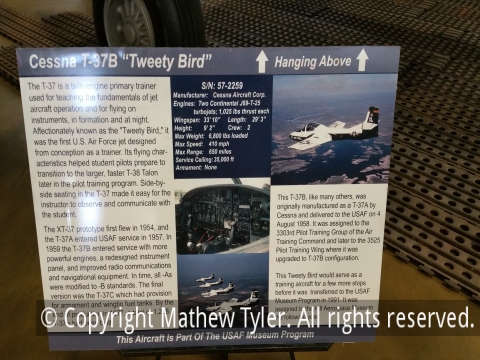 Cessna T-37B "Tweety Bird"
Hanging Above
The T-37 is a twin-engine primary trainer
used for teaching the fundamentals of jet
aircraft operation and for flying on
instruments, in formation and at night.
Affectionately known as the "Tweety Bird," it
was the first U.S. Air Force jet designed
from conception as a trainer. Its flying char-
acteristics helped student pilots prepare to
transition to the larger, faster T-38 Talon
later in the pilot training program. Side-by-
side seating in the T-37 made it easy for the
instructor to observe and communicate with
the student.
The XT-37 prototype first flew in 1954, and
the T-37A entered USAF service in 1957. In
1959 the T-37B entered service with more
powerful engines, a redesigned instrument
panel, and improved radio communications
and navigational equipment. In time, all -As
were modified to -B standards. The final
version was the T-37C which had provision
for armament and wingtip fuel tanks. By the
S/N: 57-2259
Manufacturer: Cessna Aircraft Corp.
Engines: Two Continental J69-T-25
turbojets; 1,025 lbs thrust each
Wingspan: 33' 10" Length: 29' 3"
Height: 9' 2" Crew: 2
Max Weight: 6,800 lbs
Max Speed: 410 mph
Max Range: 650 miles
Service Ceiling: 35,000 ft
Armament: None
This T-37B, like many others, was
originally manufactured as a T-37A by
Cessna and delivered to the USAF on 4
August 1958. It was assigned to the
3303rd Pilot Training Group of the Air
Training Command and later to the 3525
Pilot Training Wing where it was
upgraded to T-37B configuration.
This Tweety Bird would serve as a
training aircraft for a few more stops
before it was transferred to the USAF
Museum Program in 1991. It was
© Copyright Mathew Tyler. All rights reserved.
This Aircraft Is Part Of The USAF Museum Program